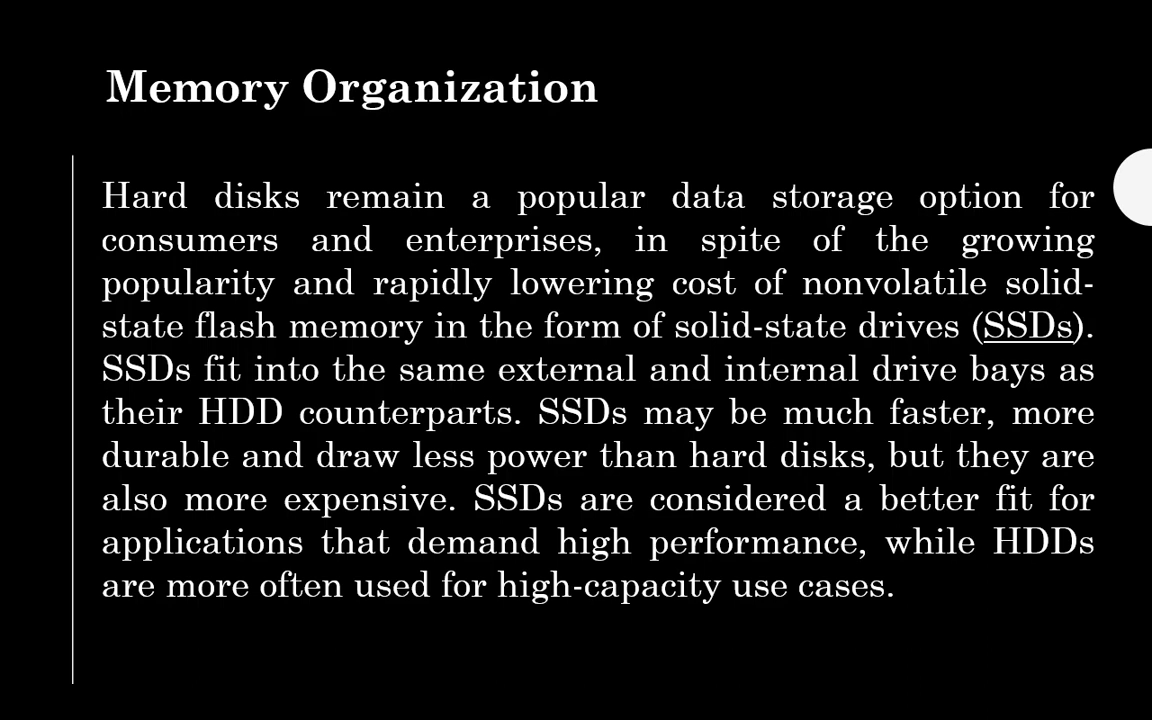 Memory Organization
Hard disks remain a popular data storage option for
consumers and enterprises, in spite of the growing
popularity and rapidly lowering cost of nonvolatile solid-
state flash memory in the form of solid-state drives (SSDs).
SSDs fit into the same external and internal drive bays as
their HDD counterparts. SSDs may be much faster, more
durable and draw less power than hard disks, but they are
also more expensive. SSDs are considered a better fit for
applications that demand high performance, while HDDs
are more often used for high-capacity use cases.